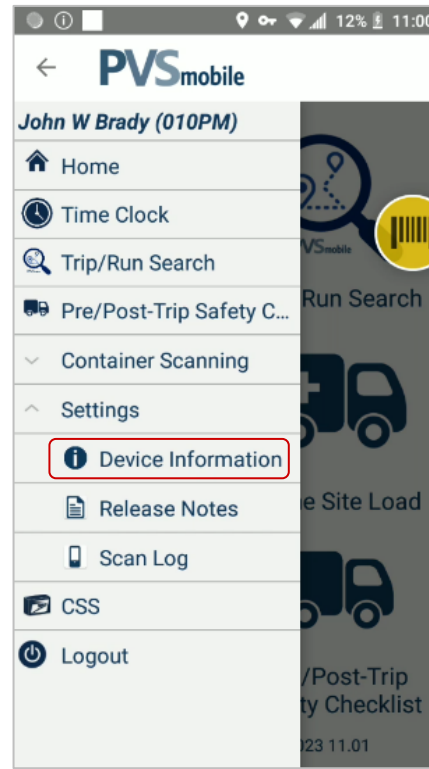 12% 11:00
PVSmobile
John W Brady (010PM)
Home
Time Clock
Trip/Run Search
Pre/Post-Trip Safety C...
Container Scanning
Settings
Device Information
Release Notes
Scan Log
CSS
Logout
VSmobile
Run Search
e Site Load
/Post-Trip
ty Checklist
023 11.01